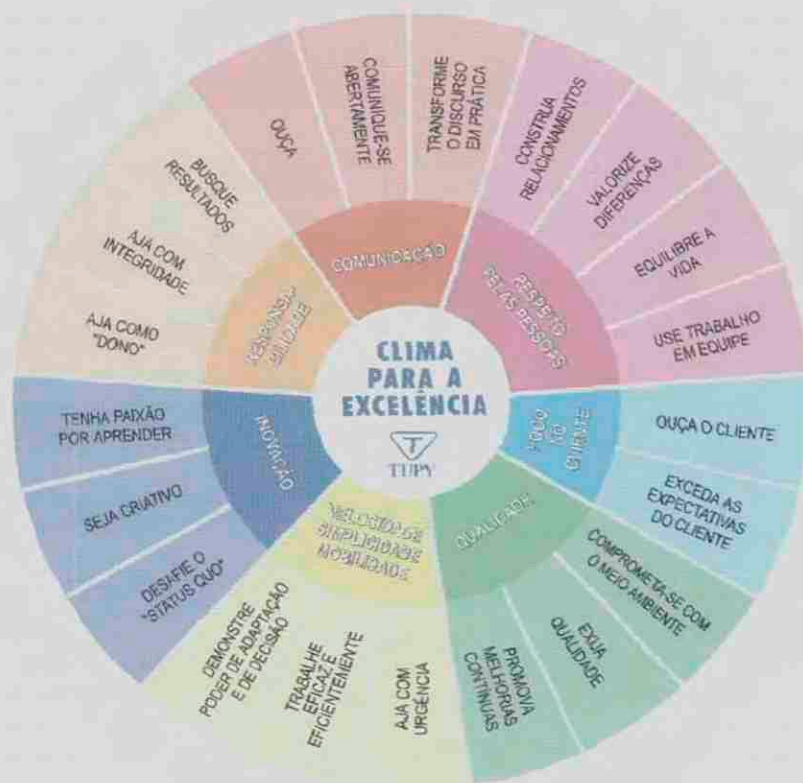 CLIMA
PARA A
EXCELÊNCIA
T
TUPY
COMUNICAÇÃO
OUÇA
COMUNIQUE-SE
ABERTAMENTE
TRANSFORME
O DISCURSO
EM PRÁTICA
RESPEITO
PELAS PESSOAS
CONSTRUA
RELACIONAMENTOS
VALORIZE
DIFERENÇAS
EQUILIBRE A
VIDA
USE TRABALHO
EM EQUIPE
FOCO
NO
CLIENTE
OUÇA O CLIENTE
EXCEDA AS
EXPECTATIVAS
DO CLIENTE
QUALIDADE
COMPROMETA-SE COM
O MEIO AMBIENTE
EXIJA
QUALIDADE
PROMOVA
MELHORIAS
CONTÍNUAS
VELOCIDADE
SIMPLICIDADE
MOBILIDADE
AJA COM
URGÊNCIA
TRABALHE
EFICAZ E
EFICIENTEMENTE
DEMONSTRE
PODER DE ADAPTAÇÃO
E DE DECISÃO
INOVAÇÃO
DESAFIE O
"STATUS QUO"
SEJA CRIATIVO
TENHA PAIXÃO
POR APRENDER
RESPONSA-
BILIDADE
AJA COMO
"DONO"
AJA COM
INTEGRIDADE
BUSQUE
RESULTADOS